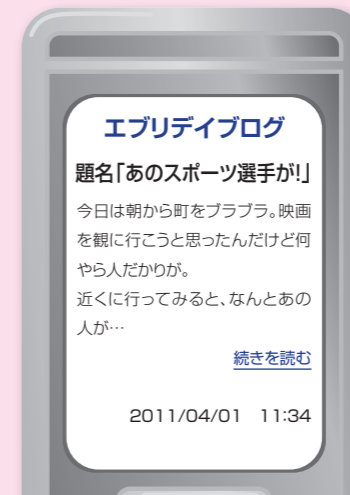 エブリデイブログ
題名「あのスポーツ選手が!」
今日は朝から町をブラブラ。映画
を観に行こうと思ったんだけど何
やら人だかりが。
近くに行ってみると、なんとあの
人が…
続きを読む
2011/04/01 11:34